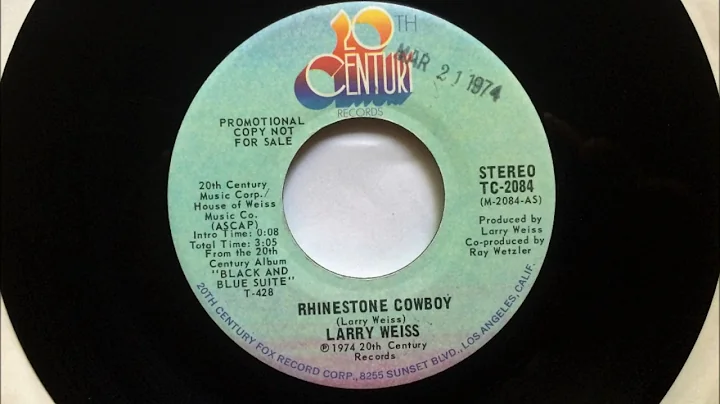 20TH
CENTURY
RECORDS
MAR 21 1974
PROMOTIONAL
COPY NOT
FOR SALE
20th Century
Music Corp./
House of Weiss
Music Co.
(ASCAP)
Intro Time: 0:08
Total Time: 3:05
From the 20th
Century Album
"BLACK AND
BLUE SUITE"
T-428
STEREO
TC-2084
(M-2084-AS)
Produced by
Larry Weiss
Co-produced by
Ray Wetzler
RHINESTONE COWBOY
(Larry Weiss)
LARRY WEISS
℗ 1974 20th Century
Records
20TH CENTURY FOX RECORD CORP., 8255 SUNSET BLVD., LOS ANGELES, CALIF.